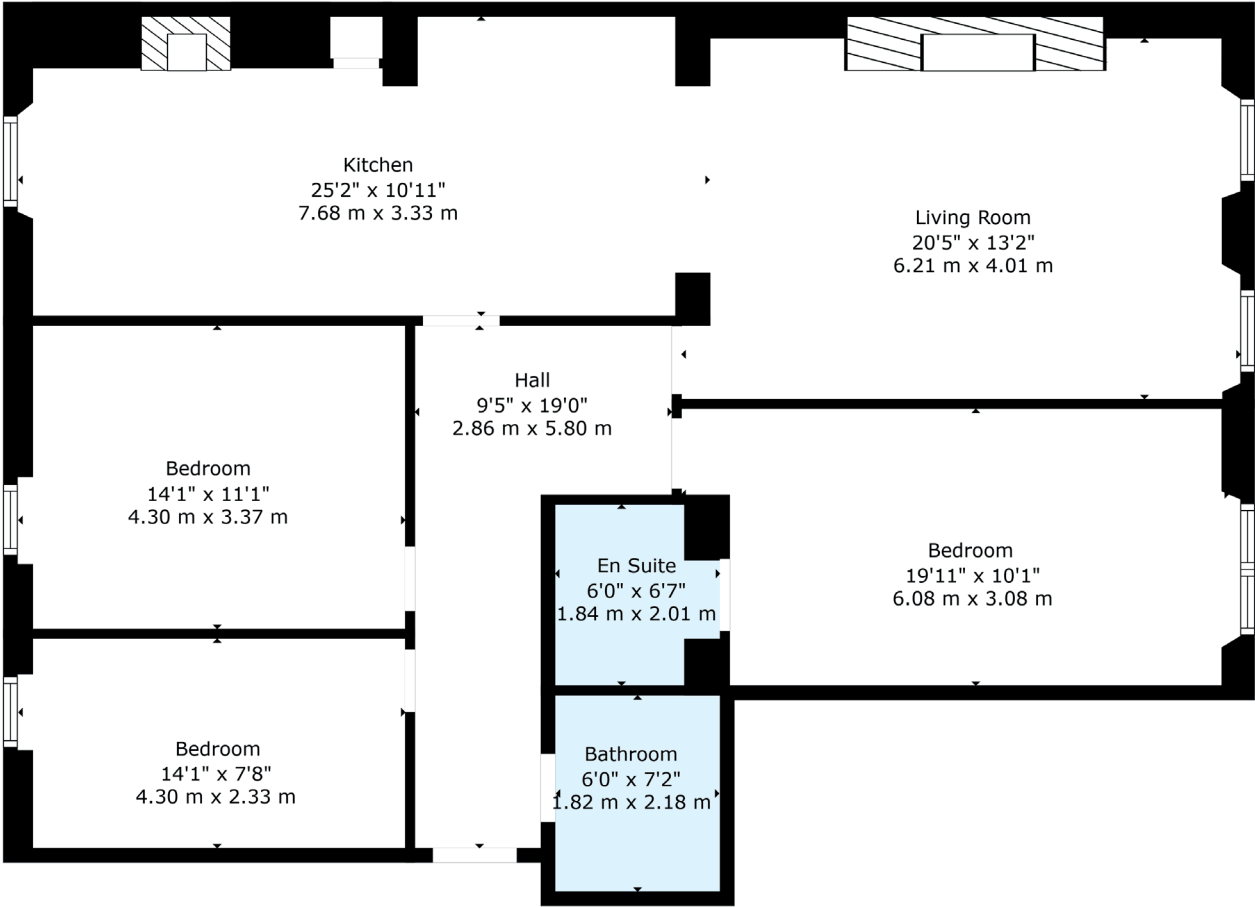 Kitchen
25'2" x 10'11"
7.68 m x 3.33 m
Living Room
20'5" x 13'2"
6.21 m x 4.01 m
Hall
9'5" x 19'0"
2.86 m x 5.80 m
Bedroom
14'1" x 11'1"
4.30 m x 3.37 m
En Suite
6'0" x 6'7"
1.84 m x 2.01 m
Bedroom
19'11" x 10'1"
6.08 m x 3.08 m
Bedroom
14'1" x 7'8"
4.30 m x 2.33 m
Bathroom
6'0" x 7'2"
1.82 m x 2.18 m